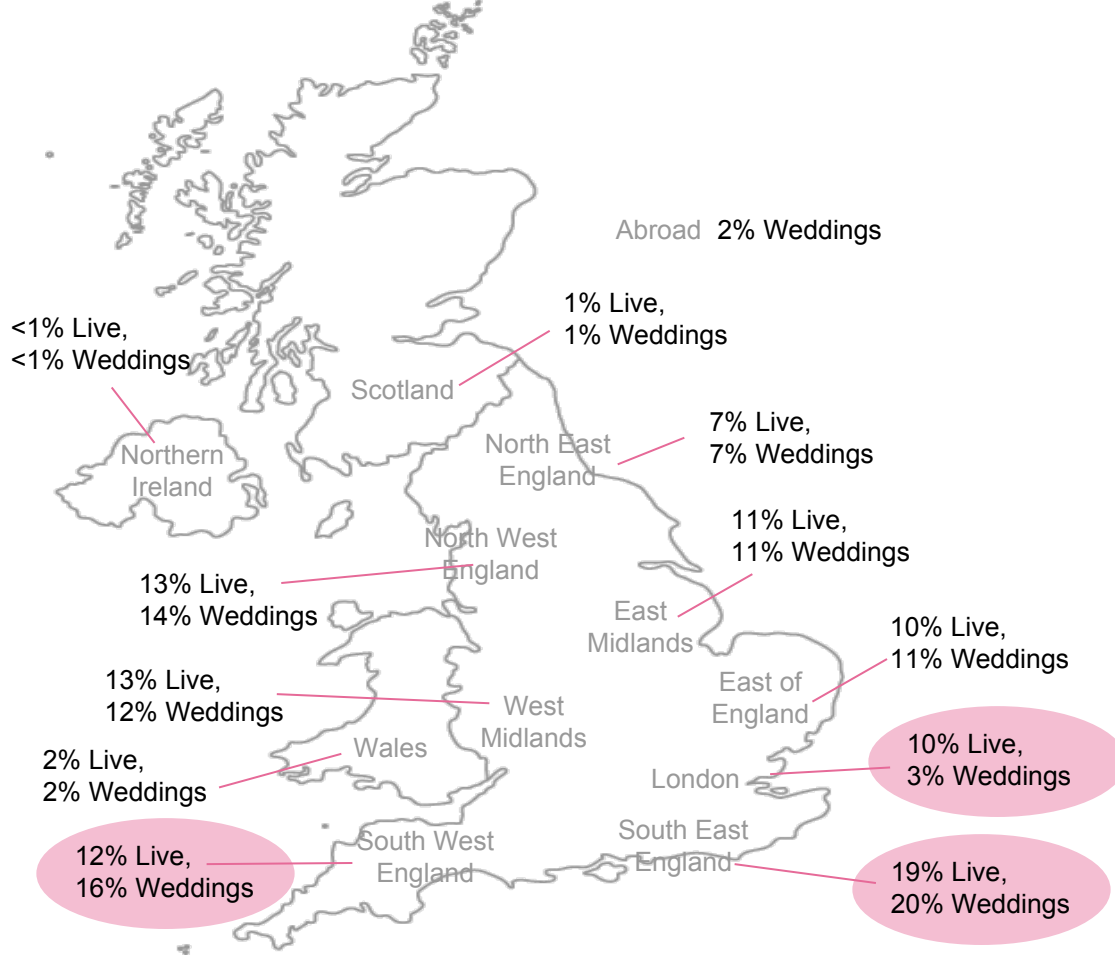 Abroad 2% Weddings
1% Live,
1% Weddings
<1% Live,
<1% Weddings
Scotland
7% Live,
7% Weddings
North East
England
Northern
Ireland
11% Live,
11% Weddings
North West
England
13% Live,
14% Weddings
East
Midlands
10% Live,
11% Weddings
13% Live,
12% Weddings
East of
England
West
Midlands
Wales
2% Live,
2% Weddings
London
10% Live,
3% Weddings
South East
England
South West
England
12% Live,
16% Weddings
19% Live,
20% Weddings